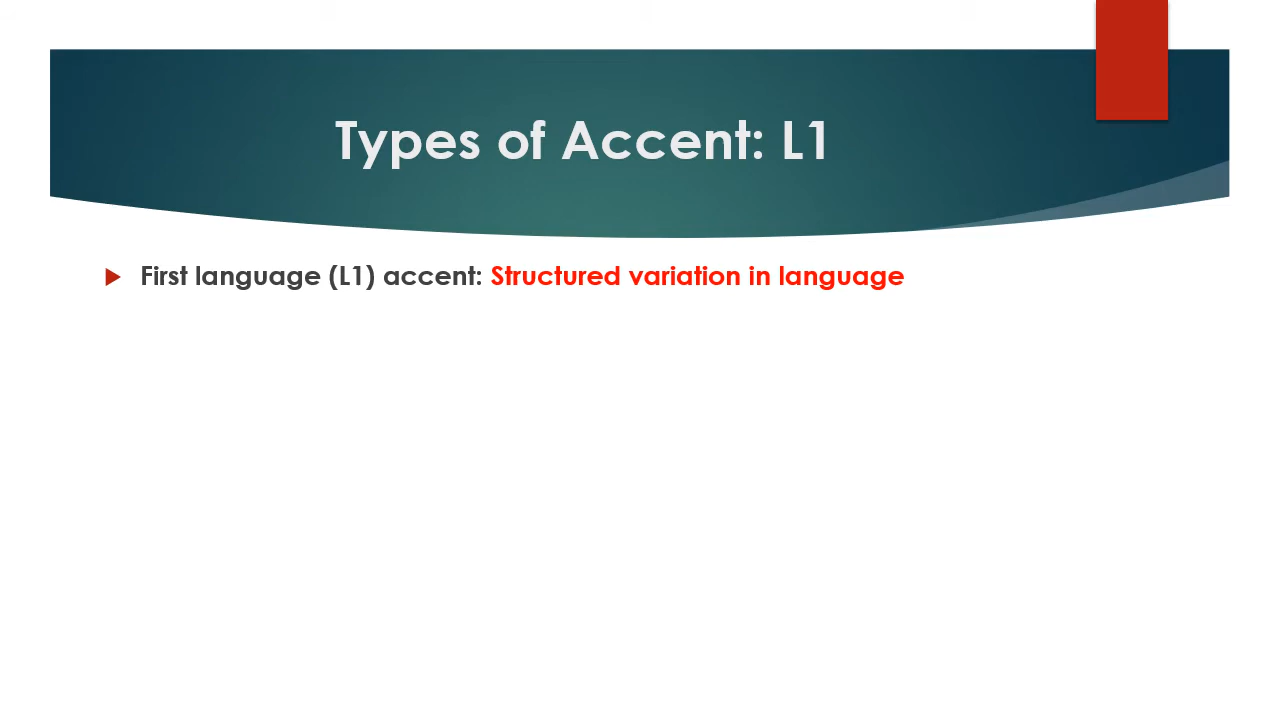 Types of Accent: L1
First language (L1) accent: Structured variation in language